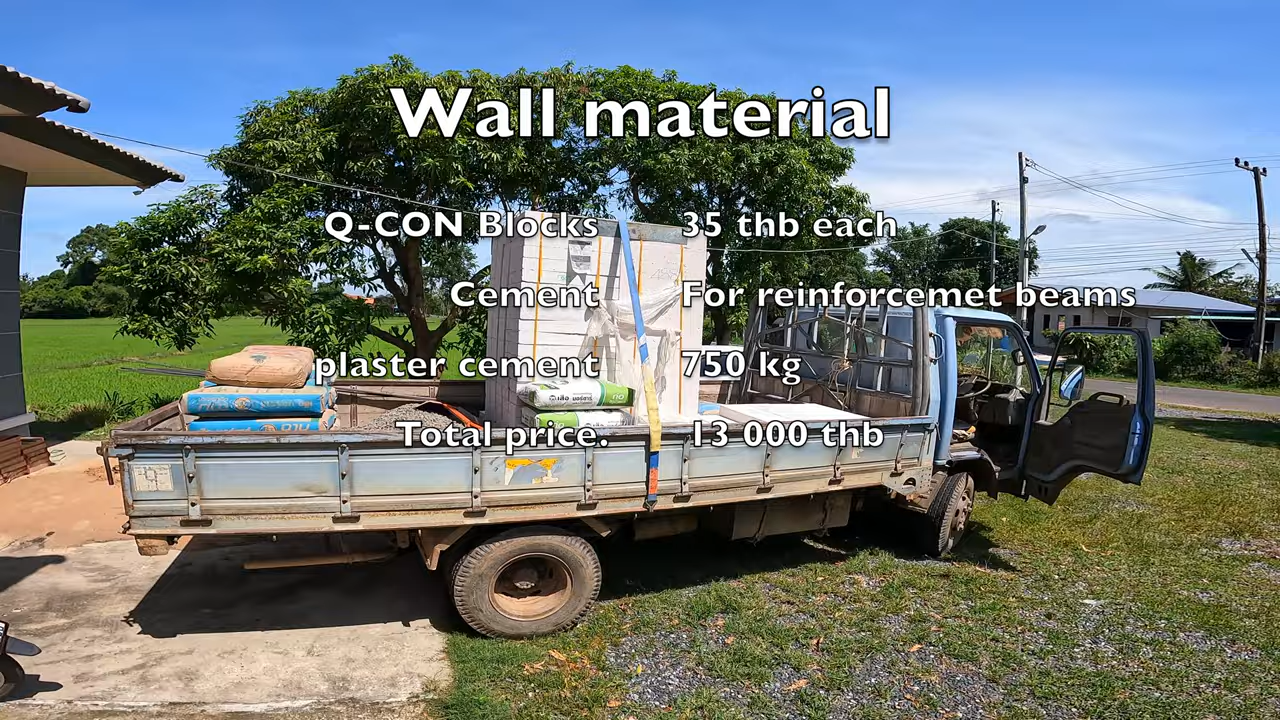 Wall material
Q-CON Blocks 35 thb each
Cement For reinforcemet beams
plaster cement 750 kg
Total price: 13 000 thb